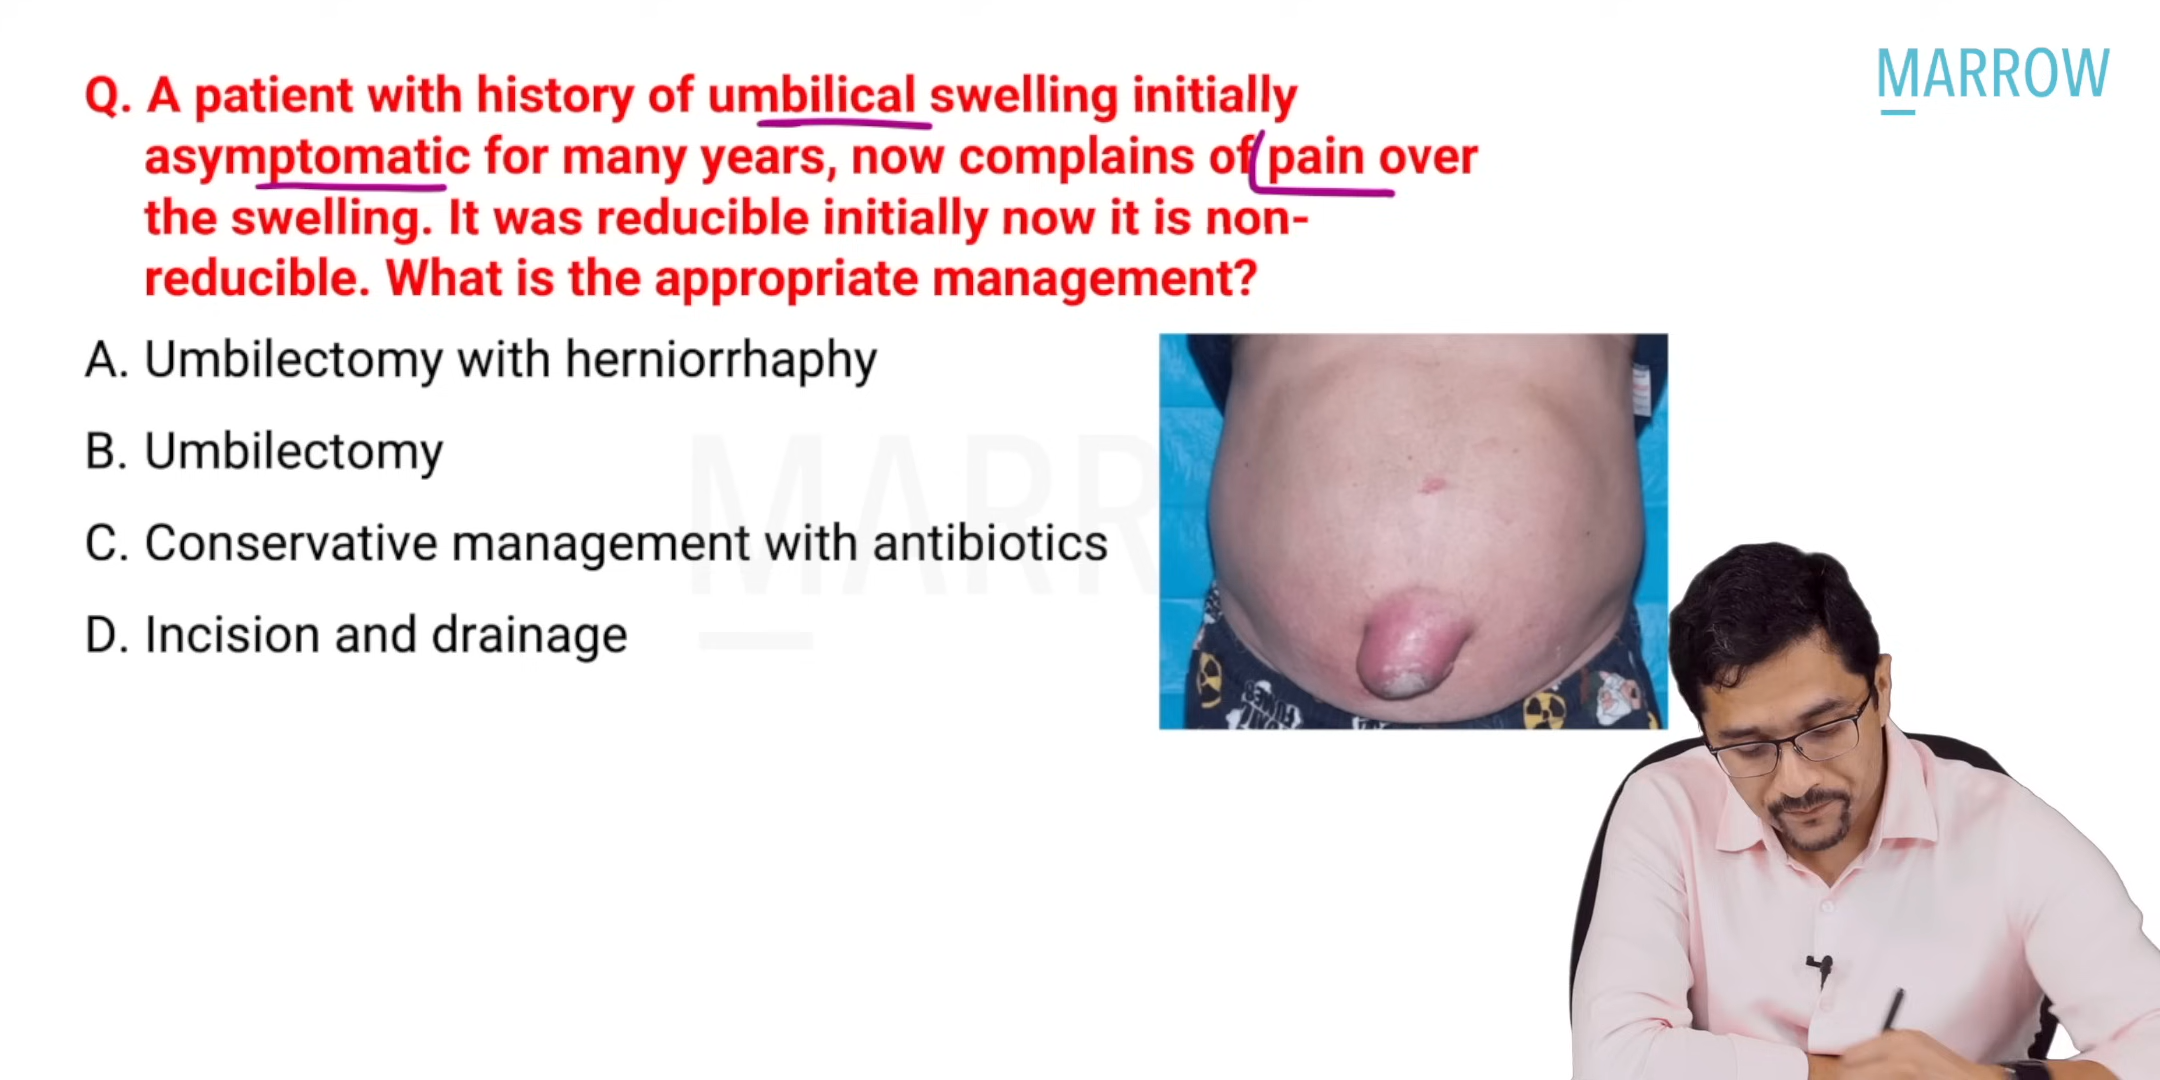 MARROW
Q. A patient with history of umbilical swelling initially
asymptomatic for many years, now complains of pain over
the swelling. It was reducible initially now it is non-
reducible. What is the appropriate management?
A. Umbilectomy with herniorrhaphy
B. Umbilectomy
C. Conservative management with antibiotics
D. Incision and drainage
MARR